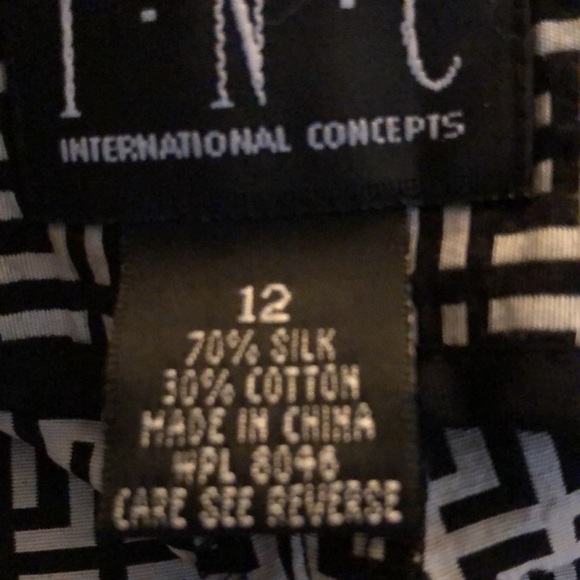 I·N·C
INTERNATIONAL CONCEPTS
12
70% SILK
30% COTTON
MADE IN CHINA
WPL 8046
CARE SEE REVERSE